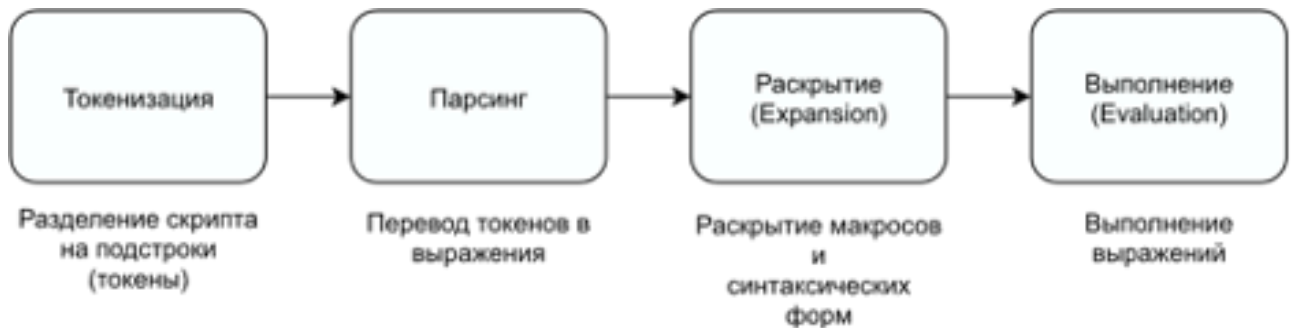 Токенизация
Парсинг
Раскрытие
(Expansion)
Выполнение
(Evaluation)
Разделение скрипта
на подстроки
(токены)
Перевод токенов в
выражения
Раскрытие макросов
и
синтаксических
форм
Выполнение
выражений